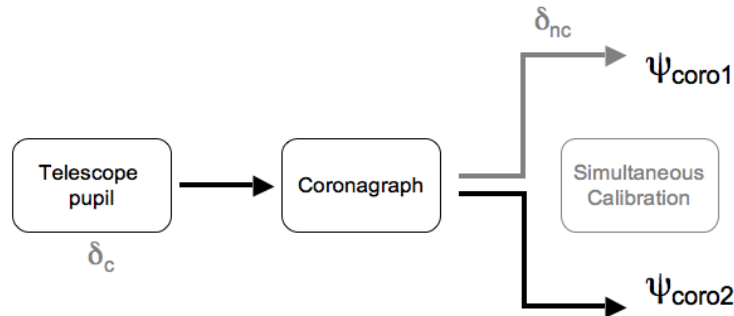 δnc
ψcoro1
Telescope
pupil
Coronagraph
Simultaneous
Calibration
δc
ψcoro2